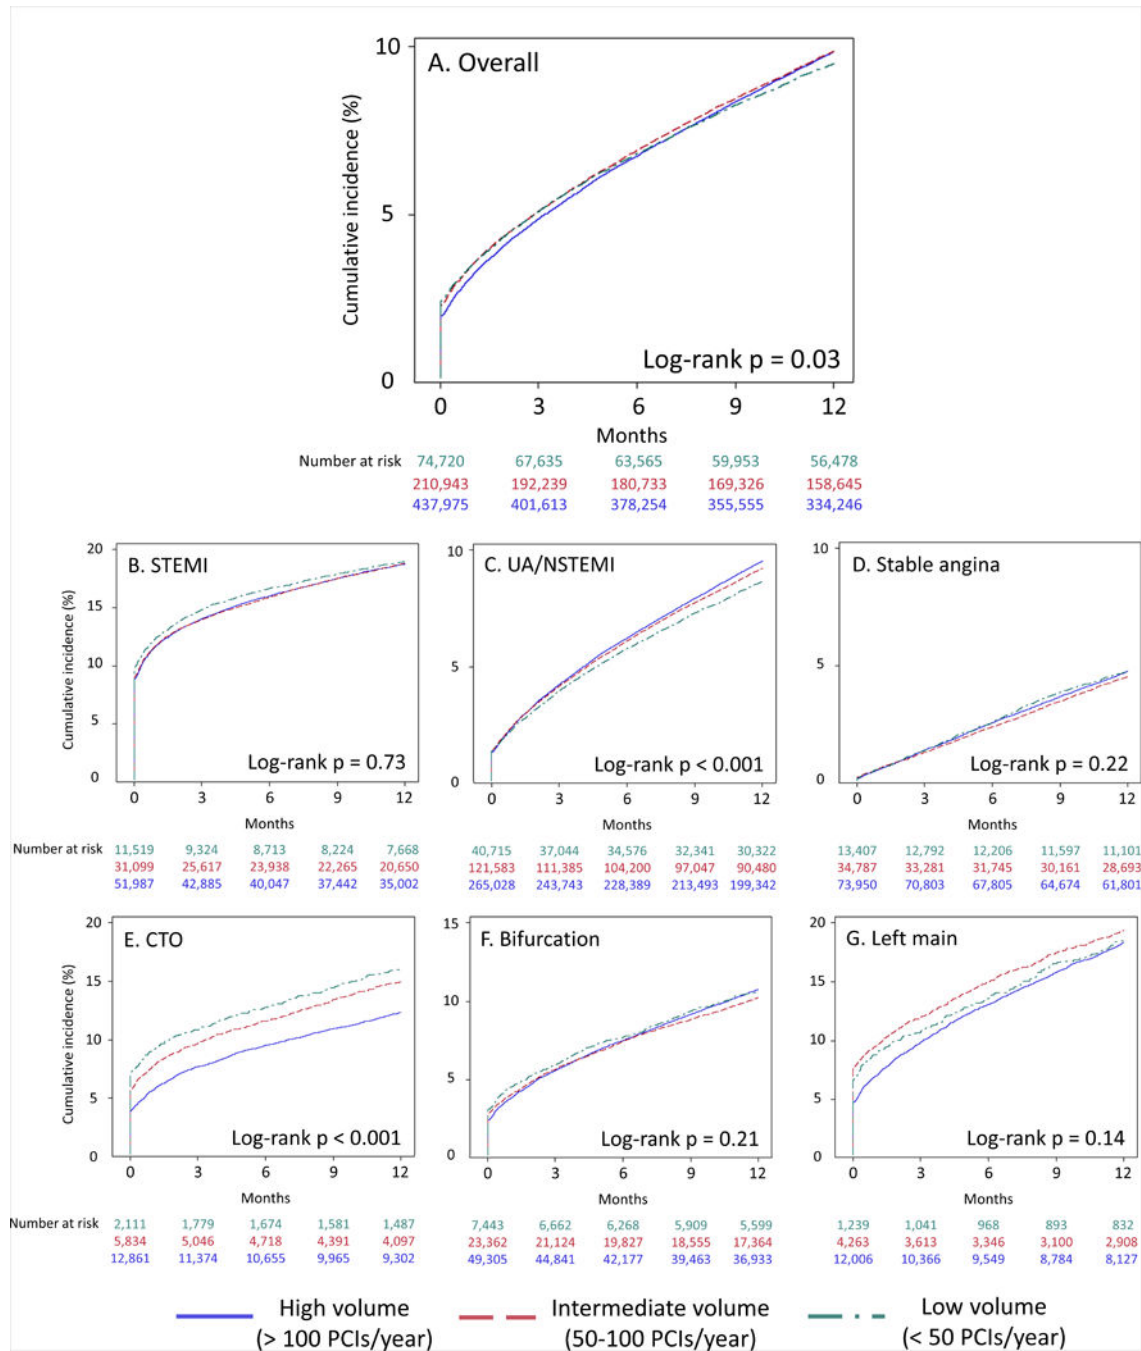 A. Overall
10
5
0
Cumulative incidence (%)
Log-rank p = 0.03
0 3 6 9 12
Months
Number at risk 74,720 67,635 63,565 59,953 56,478
210,943 192,239 180,733 169,326 158,645
437,975 401,613 378,254 355,555 334,246
B. STEMI
20
15
10
5
0
Cumulative incidence (%)
Log-rank p = 0.73
0 3 6 9 12
Months
Number at risk 11,519 9,324 8,713 8,224 7,668
31,099 25,617 23,938 22,265 20,650
51,987 42,885 40,047 37,442 35,002
C. UA/NSTEMI
10
5
0
Log-rank p < 0.001
0 3 6 9 12
Months
40,715 37,044 34,576 32,341 30,322
121,583 111,385 104,200 97,047 90,480
265,028 243,743 228,389 213,493 199,342
D. Stable angina
10
5
0
Log-rank p = 0.22
0 3 6 9 12
Months
13,407 12,792 12,206 11,597 11,101
34,787 33,281 31,745 30,161 28,693
73,950 70,803 67,805 64,674 61,801
E. CTO
20
15
10
5
0
Cumulative incidence (%)
Log-rank p < 0.001
0 3 6 9 12
Months
Number at risk 2,111 1,779 1,674 1,581 1,487
5,834 5,046 4,718 4,391 4,097
12,861 11,374 10,655 9,965 9,302
F. Bifurcation
15
10
5
0
Log-rank p = 0.21
0 3 6 9 12
Months
7,443 6,662 6,268 5,909 5,599
23,362 21,124 19,827 18,555 17,364
49,305 44,841 42,177 39,463 36,933
G. Left main
20
15
10
5
0
Log-rank p = 0.14
0 3 6 9 12
Months
1,239 1,041 968 893 832
4,263 3,613 3,346 3,100 2,908
12,006 10,366 9,549 8,784 8,127
High volume
(> 100 PCIs/year)
Intermediate volume
(50-100 PCIs/year)
Low volume
(< 50 PCIs/year)